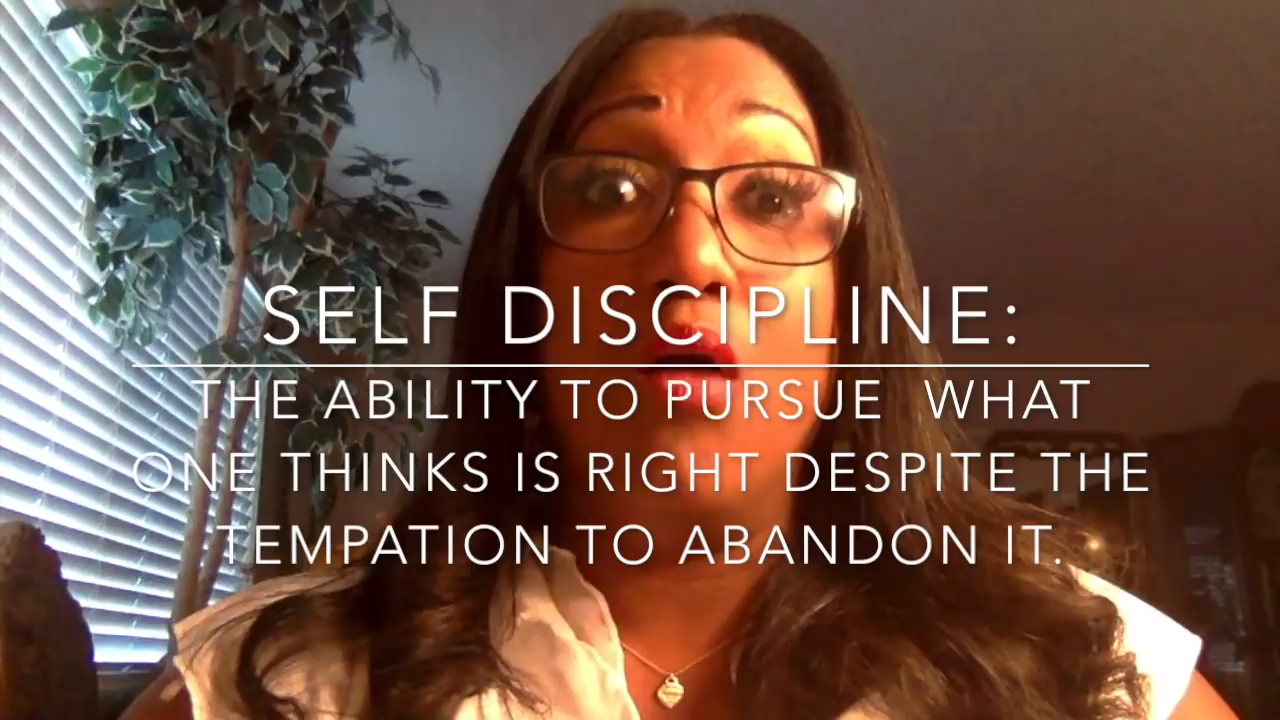 SELF DISCIPLINE:
THE ABILITY TO PURSUE WHAT
ONE THINKS IS RIGHT DESPITE THE
TEMPATION TO ABANDON IT.